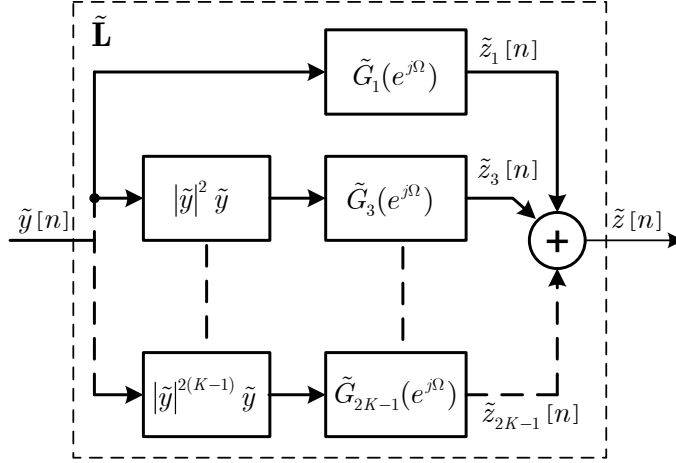 L̃
z̃₁[n]
G̃₁(e^{jΩ})
z̃₃[n]
|ỹ|² ỹ
G̃₃(e^{jΩ})
ỹ[n]
+
z̃[n]
|ỹ|^{2(K−1)} ỹ
G̃_{2K−1}(e^{jΩ})
z̃_{2K−1}[n]